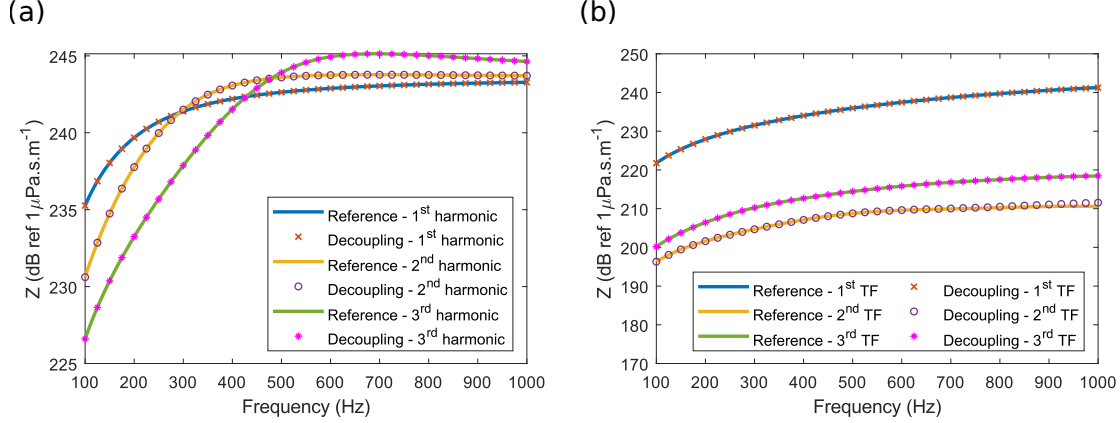 (a)
Z (dB ref 1μPa.s.m⁻¹)
245
240
235
230
225
100 200 300 400 500 600 700 800 900 1000
Frequency (Hz)
Reference - 1ˢᵗ harmonic
Decoupling - 1ˢᵗ harmonic
Reference - 2ⁿᵈ harmonic
Decoupling - 2ⁿᵈ harmonic
Reference - 3ʳᵈ harmonic
Decoupling - 3ʳᵈ harmonic
(b)
Z (dB ref 1μPa.s.m⁻¹)
250
240
230
220
210
200
190
180
170
100 200 300 400 500 600 700 800 900 1000
Frequency (Hz)
Reference - 1ˢᵗ TF
Reference - 2ⁿᵈ TF
Reference - 3ʳᵈ TF
Decoupling - 1ˢᵗ TF
Decoupling - 2ⁿᵈ TF
Decoupling - 3ʳᵈ TF